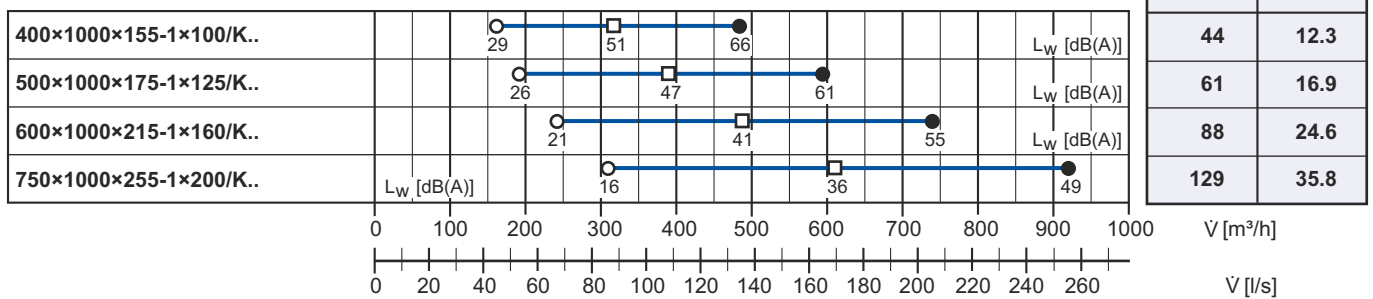 400×1000×155-1×100/K.. 29 51 66 LW [dB(A)] 44 12.3
500×1000×175-1×125/K.. 26 47 61 LW [dB(A)] 61 16.9
600×1000×215-1×160/K.. 21 41 55 LW [dB(A)] 88 24.6
750×1000×255-1×200/K.. LW [dB(A)] 16 36 49 129 35.8
0 100 200 300 400 500 600 700 800 900 1000 V̇ [m³/h]
0 20 40 60 80 100 120 140 160 180 200 220 240 260 V̇ [l/s]